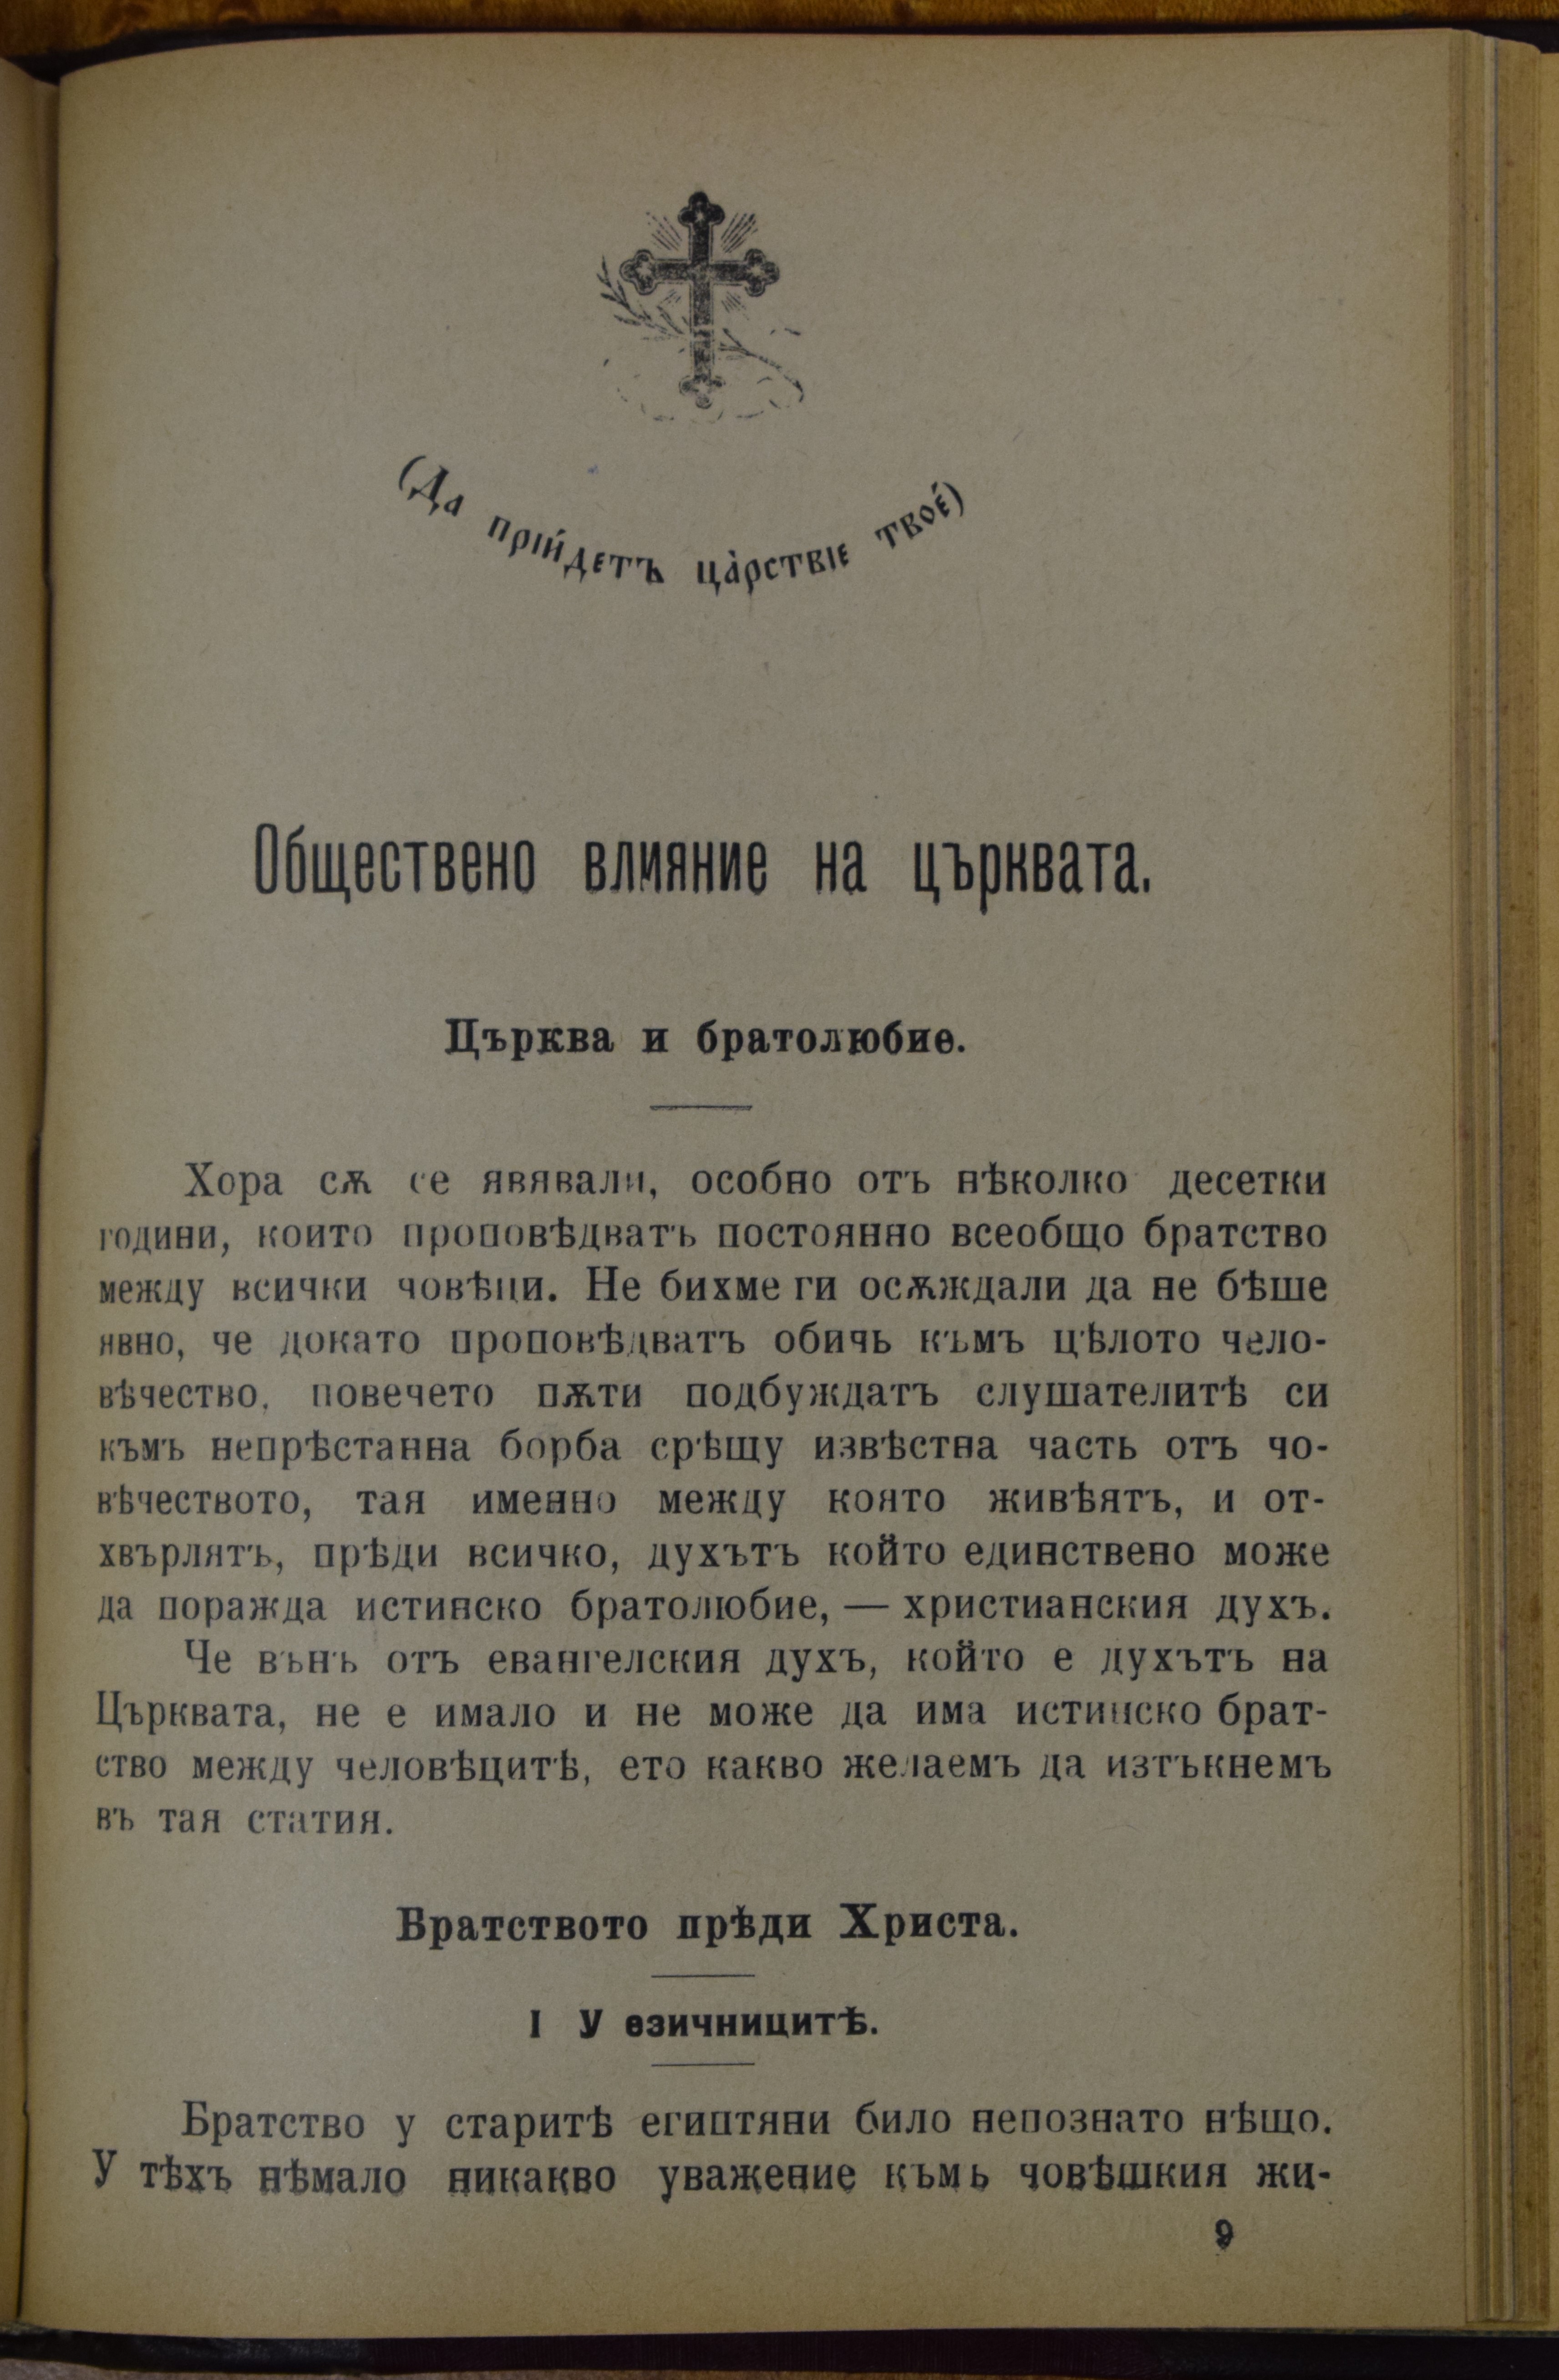 (Да прїйдетъ ца̀рствіе твоѐ)
Обществено влияние на църквата.
Църква и братолюбие.
Хора сѫ се явявали, особно отъ нѣколко десетки
години, които проповѣдватъ постоянно всеобщо братство
между всички човѣци. Не бихме ги осѫждали да не бѣше
явно, че докато проповѣдватъ обичь къмъ цѣлото чело-
вѣчество, повечето пѫти подбуждатъ слушателитѣ си
къмъ непрѣстанна борба срѣщу извѣстна часть отъ чо-
вѣчеството, тая именно между която живѣятъ, и от-
хвърлятъ, прѣди всичко, духътъ който единствено може
да поражда истинско братолюбие, — християнския духъ.
Че вънъ отъ евангелския духъ, който е духътъ на
Църквата, не е имало и не може да има истинско брат-
ство между человѣцитѣ, ето какво желаемъ да изтъкнемъ
въ тая статия.
Братството прѣди Христа.
I У езичницитѣ.
Братство у старитѣ египтяни било непознато нѣщо.
У тѣхъ нѣмало никакво уважение къмъ човѣшкия жи-
9